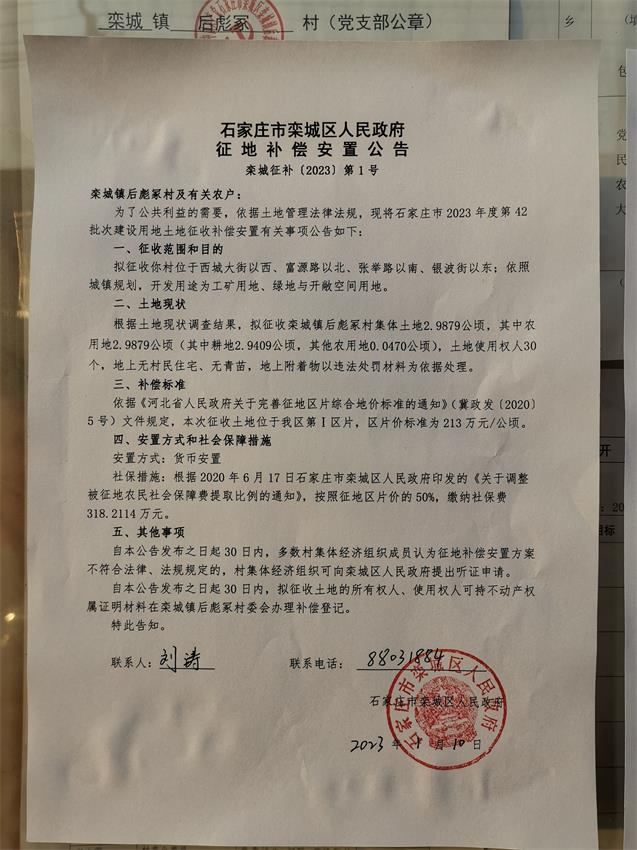 栾城 镇 后彪冢 村（党支部公章）
乡
包
党
民
农
大
石家庄市栾城区人民政府
征地补偿安置公告
栾城征补〔2023〕第1号
栾城镇后彪冢村及有关农户：
为了公共利益的需要，依据土地管理法律法规，现将石家庄市2023年度第42
批次建设用地土地征收补偿安置有关事项公告如下：
一、征收范围和目的
拟征收你村位于西城大街以西、富源路以北、张举路以南、银波街以东；依照
城镇规划，开发用途为工矿用地、绿地与开敞空间用地。
二、土地现状
根据土地现状调查结果，拟征收栾城镇后彪冢村集体土地2.9879公顷，其中农
用地2.9879公顷（其中耕地2.9409公顷，其他农用地0.0470公顷），土地使用权人30
个，地上无村民住宅、无青苗，地上附着物以违法处罚材料为依据处理。
三、补偿标准
依据《河北省人民政府关于完善征地区片综合地价标准的通知》（冀政发〔2020〕
5号）文件规定，本次征收土地位于我区第Ⅰ区片，区片价标准为213万元/公顷。
四、安置方式和社会保障措施
安置方式：货币安置
社保措施：根据2020年6月17日石家庄市栾城区人民政府印发的《关于调整
被征地农民社会保障费提取比例的通知》，按照征地区片价的50%，缴纳社保费
318.2114万元。
五、其他事项
自本公告发布之日起30日内，多数村集体经济组织成员认为征地补偿安置方案
不符合法律、法规规定的，村集体经济组织可向栾城区人民政府提出听证申请。
自本公告发布之日起30日内，拟征收土地的所有权人、使用权人可持不动产权
属证明材料在栾城镇后彪冢村委会办理补偿登记。
特此告知。
联系人：刘涛 联系电话：88031884
石家庄市栾城区人民政府
石家庄市栾城区人民政府
2023年1月10日
开
：20
目标